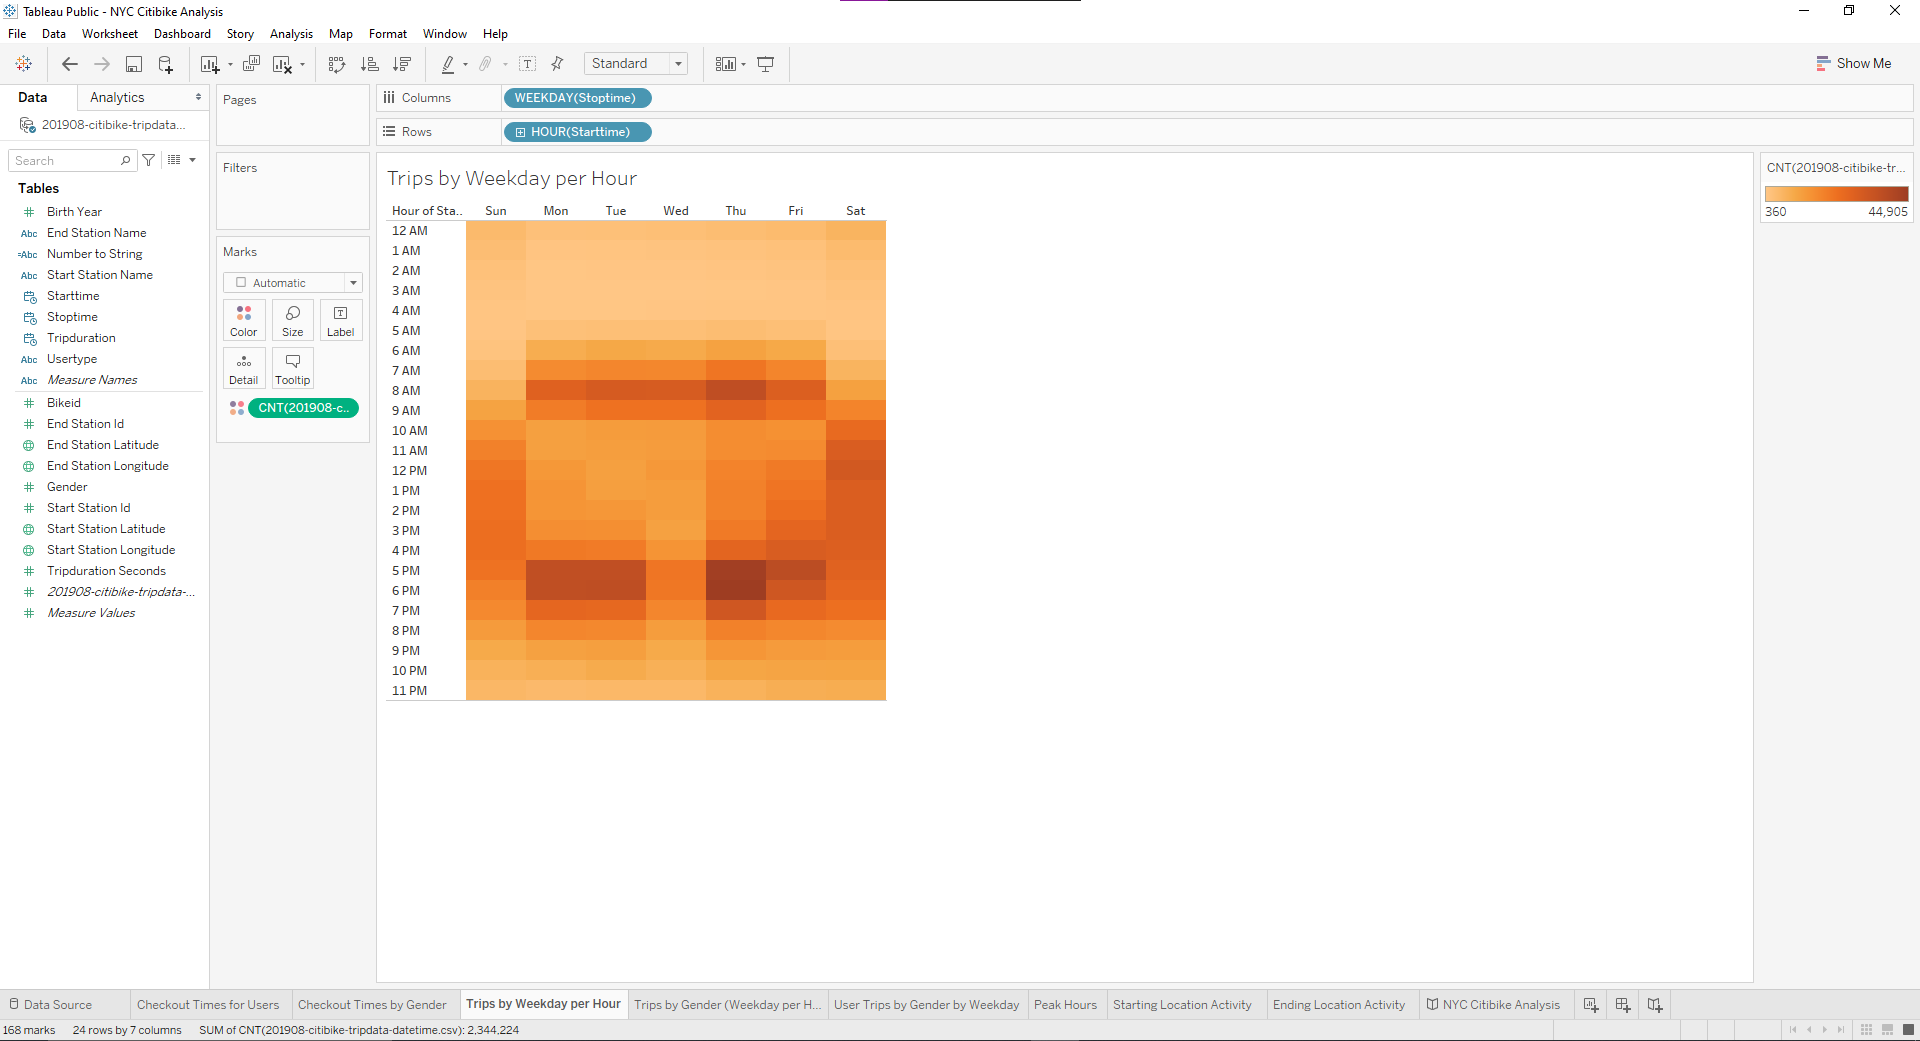 Tableau Public - NYC Citibike Analysis
File Data Worksheet Dashboard Story Analysis Map Format Window Help
Standard
Show Me
Data Analytics
201908-citibike-tripdata...
Search
Tables
Birth Year
Abc End Station Name
=Abc Number to String
Abc Start Station Name
Starttime
Stoptime
Tripduration
Abc Usertype
Abc Measure Names
Bikeid
End Station Id
End Station Latitude
End Station Longitude
Gender
Start Station Id
Start Station Latitude
Start Station Longitude
Tripduration Seconds
201908-citibike-tripdata-...
Measure Values
Pages
Filters
Marks
Automatic
Color Size Label
Detail Tooltip
CNT(201908-c..
Columns WEEKDAY(Stoptime)
Rows HOUR(Starttime)
Trips by Weekday per Hour
Hour of Sta.. Sun Mon Tue Wed Thu Fri Sat
12 AM
1 AM
2 AM
3 AM
4 AM
5 AM
6 AM
7 AM
8 AM
9 AM
10 AM
11 AM
12 PM
1 PM
2 PM
3 PM
4 PM
5 PM
6 PM
7 PM
8 PM
9 PM
10 PM
11 PM
CNT(201908-citibike-tr...
360 44,905
Data Source Checkout Times for Users Checkout Times by Gender Trips by Weekday per Hour Trips by Gender (Weekday per H... User Trips by Gender by Weekday Peak Hours Starting Location Activity Ending Location Activity NYC Citibike Analysis
168 marks 24 rows by 7 columns SUM of CNT(201908-citibike-tripdata-datetime.csv): 2,344,224